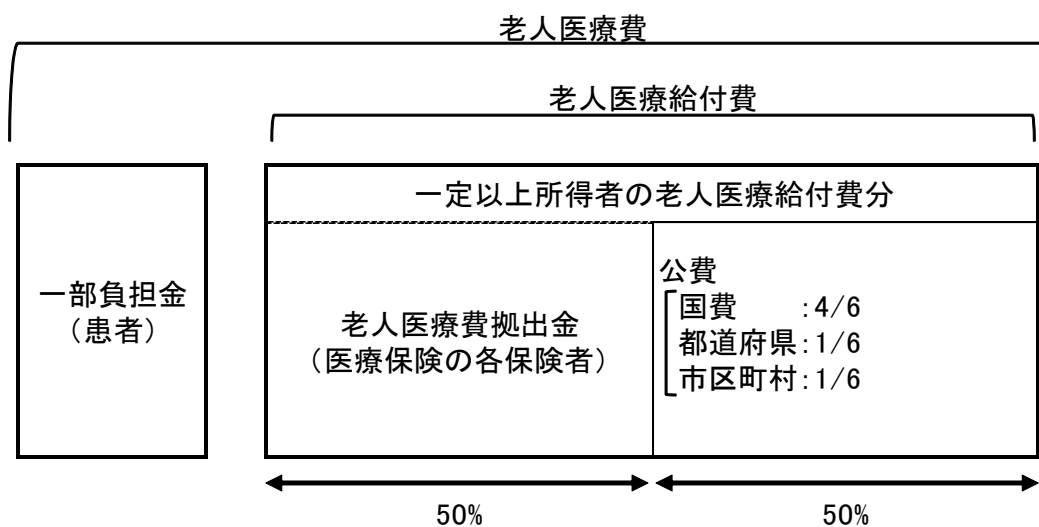 老人医療費
老人医療給付費
一定以上所得者の老人医療給付費分
一部負担金
（患者）
老人医療費拠出金
（医療保険の各保険者）
公費
国費　　：4/6
都道府県：1/6
市区町村：1/6
50%
50%